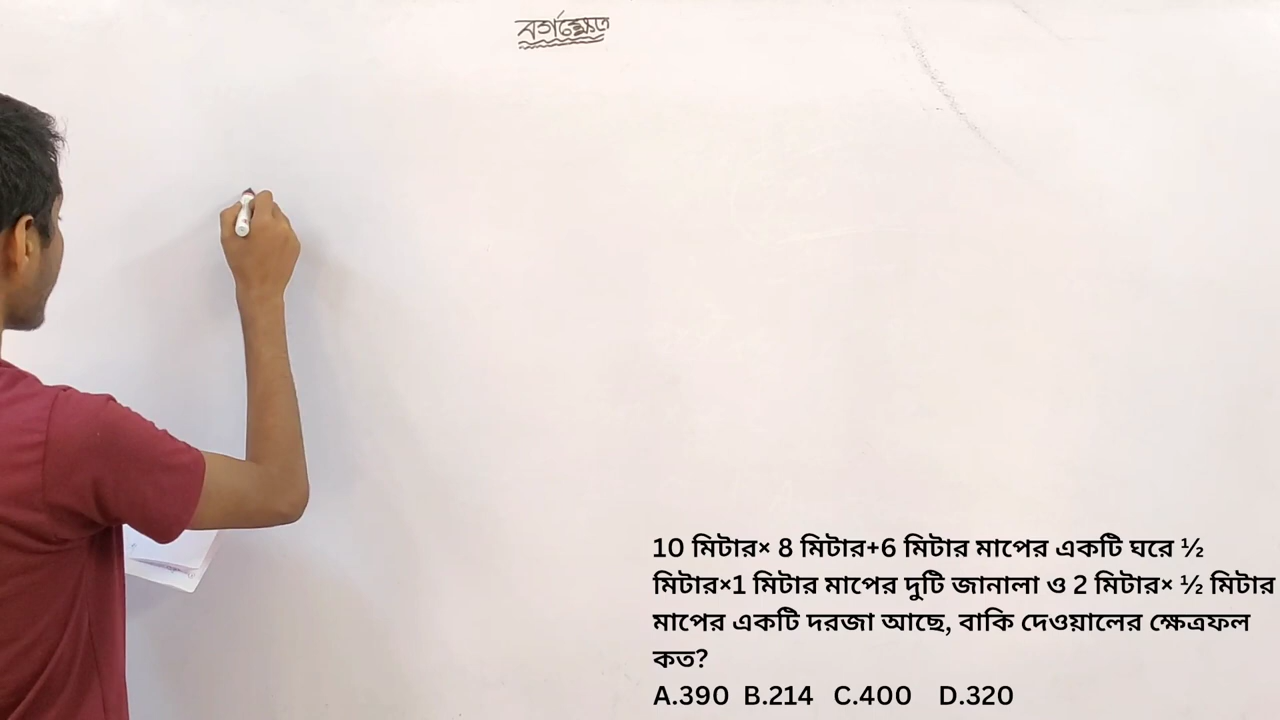 বর্গক্ষেত্র
10 মিটার× 8 মিটার+6 মিটার মাপের একটি ঘরে ½
মিটার×1 মিটার মাপের দুটি জানালা ও 2 মিটার× ½ মিটার
মাপের একটি দরজা আছে, বাকি দেওয়ালের ক্ষেত্রফল
কত?
A.390 B.214 C.400 D.320